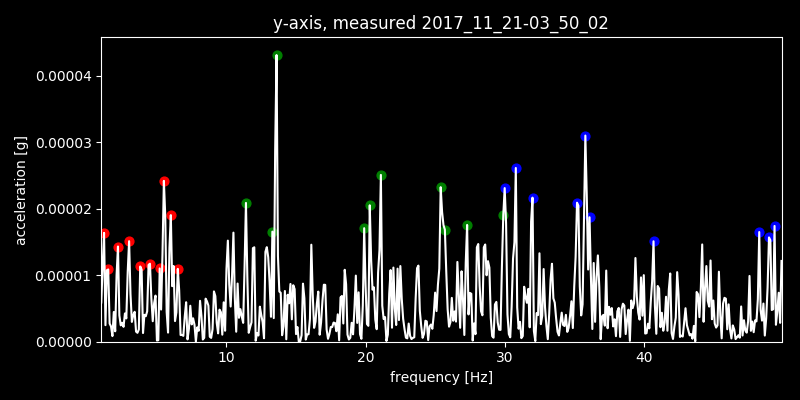 y-axis, measured 2017_11_21-03_50_02
0.00004
0.00003
0.00002
0.00001
0.00000
acceleration [g]
10 20 30 40
frequency [Hz]